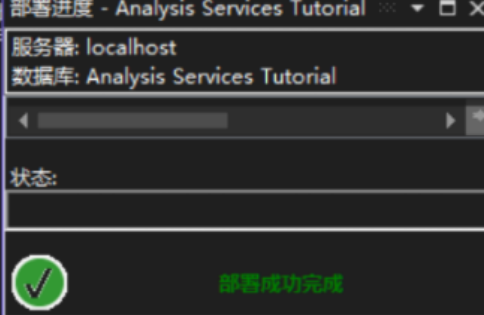 部署进度 - Analysis Services Tutorial
服务器: localhost
数据库: Analysis Services Tutorial
状态:
部署成功完成